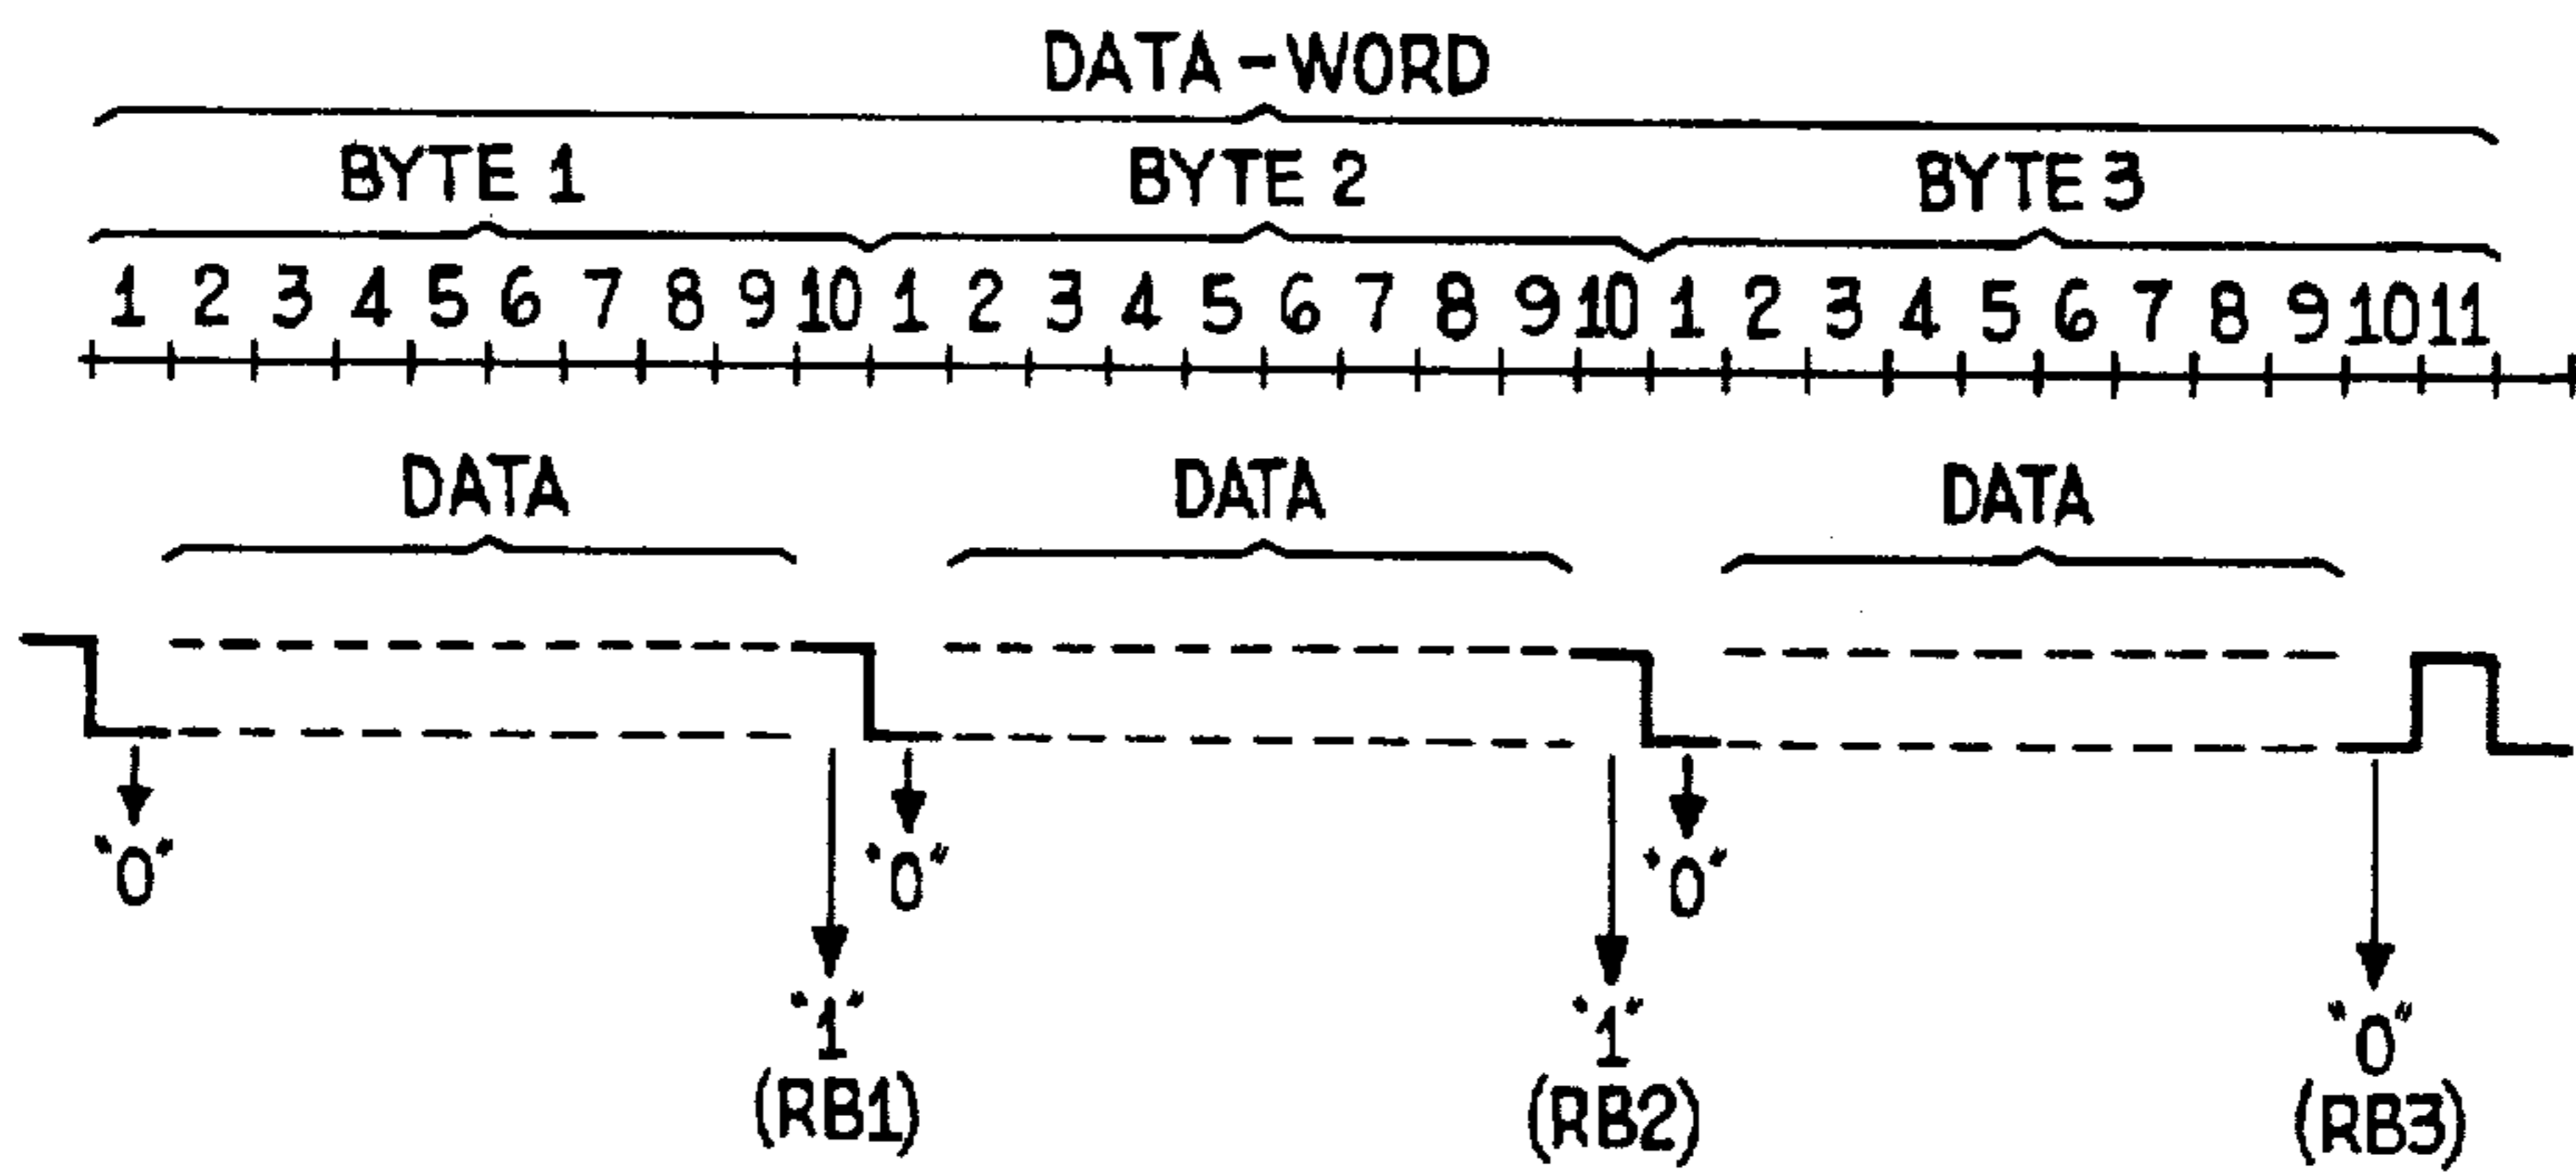 DATA-WORD
BYTE 1 BYTE 2 BYTE 3
1 2 3 4 5 6 7 8 9 10 1 2 3 4 5 6 7 8 9 10 1 2 3 4 5 6 7 8 9 10 11
DATA DATA DATA
"0" "0" "0"
"1" "1" "0"
(RB1) (RB2) (RB3)